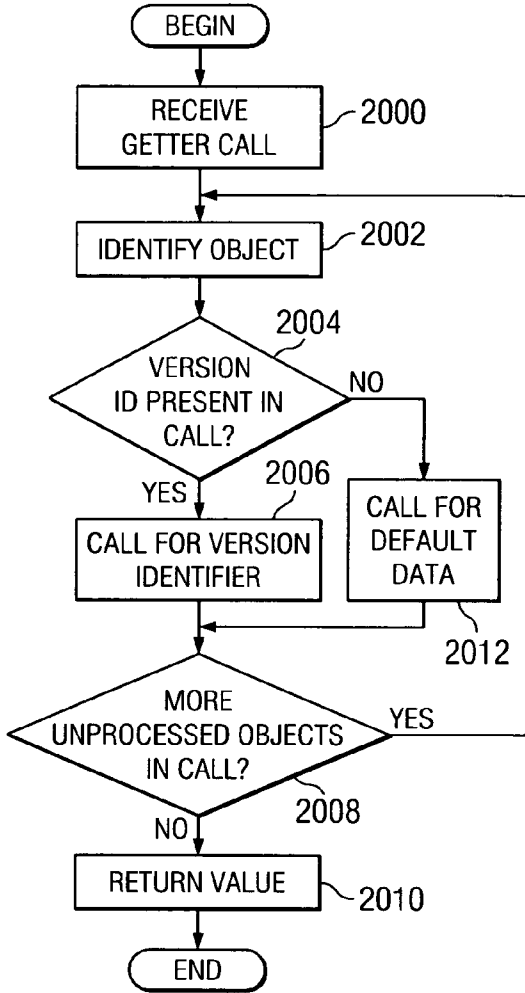 BEGIN
RECEIVE
GETTER CALL
2000
IDENTIFY OBJECT
2002
2004
VERSION
ID PRESENT IN
CALL?
NO
YES
2006
CALL FOR VERSION
IDENTIFIER
CALL FOR
DEFAULT
DATA
2012
MORE
UNPROCESSED OBJECTS
IN CALL?
YES
2008
NO
RETURN VALUE
2010
END